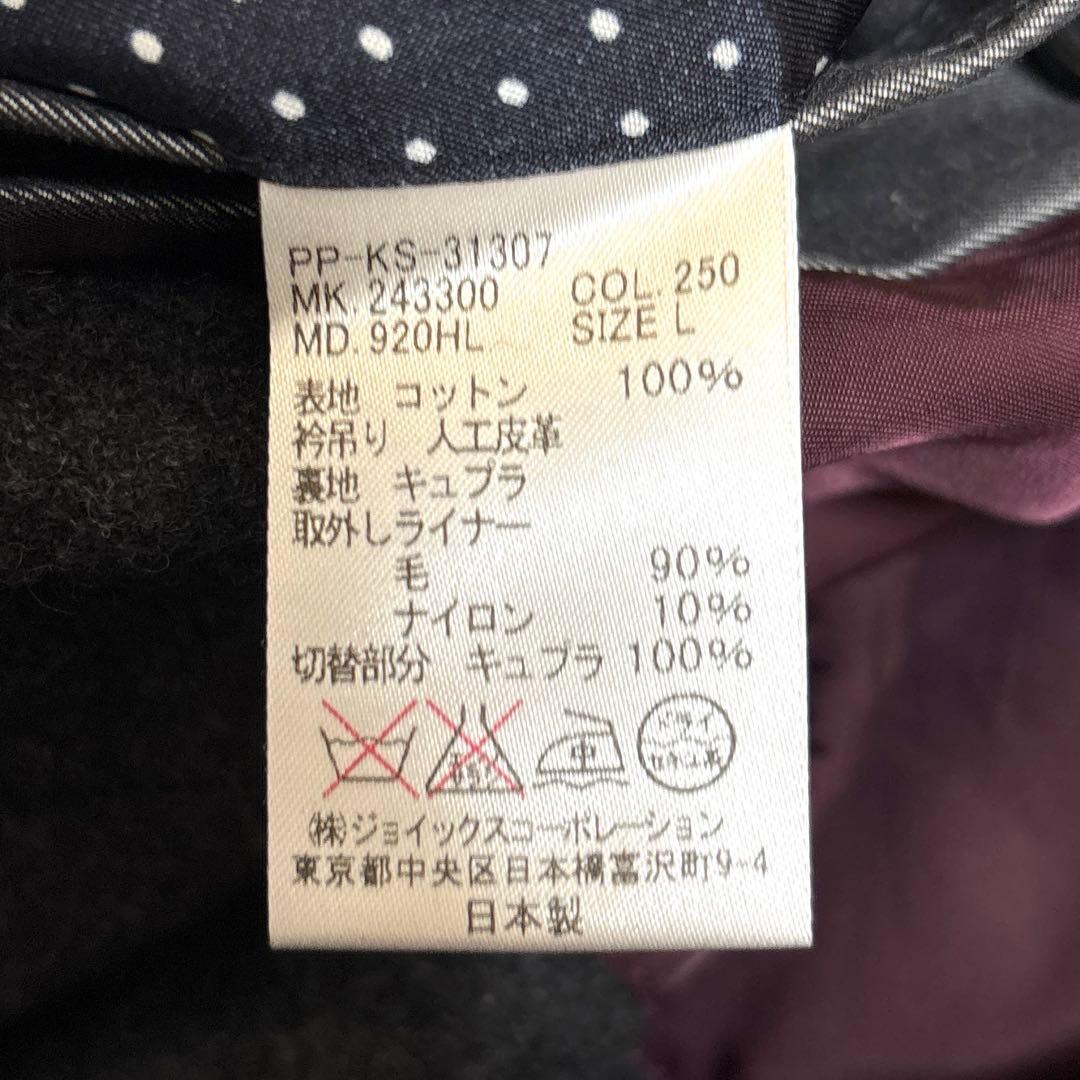 PP-KS-31307
MK. 243300 COL. 250
MD. 920HL SIZE L
表地 コットン 100%
衿吊り 人工皮革
裏地 キュプラ
取外しライナー
毛 90%
ナイロン 10%
切替部分 キュプラ 100%
中 ドライ
セキユ系
㈱ジョイックスコーポレーション
東京都中央区日本橋富沢町9-4
日本製